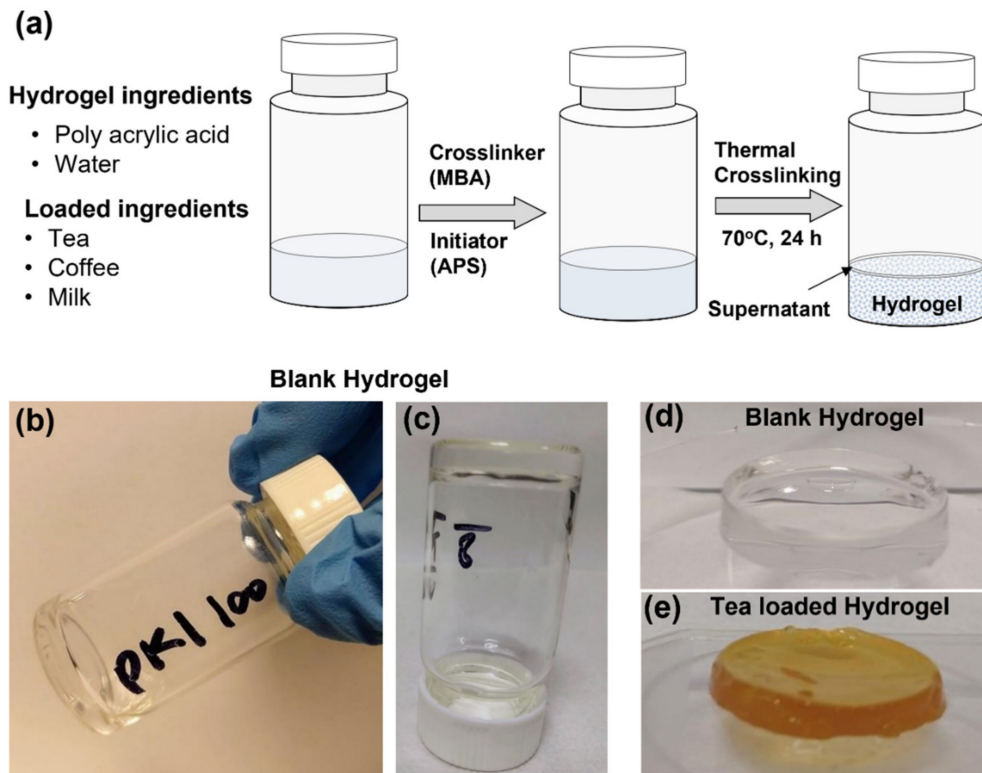 (a)
Hydrogel ingredients
• Poly acrylic acid
• Water
Loaded ingredients
• Tea
• Coffee
• Milk
Crosslinker
(MBA)
Initiator
(APS)
Thermal
Crosslinking
70°C, 24 h
Supernatant
Hydrogel
Blank Hydrogel
(b)
PK1 100
(c)
(d)
Blank Hydrogel
(e)
Tea loaded Hydrogel